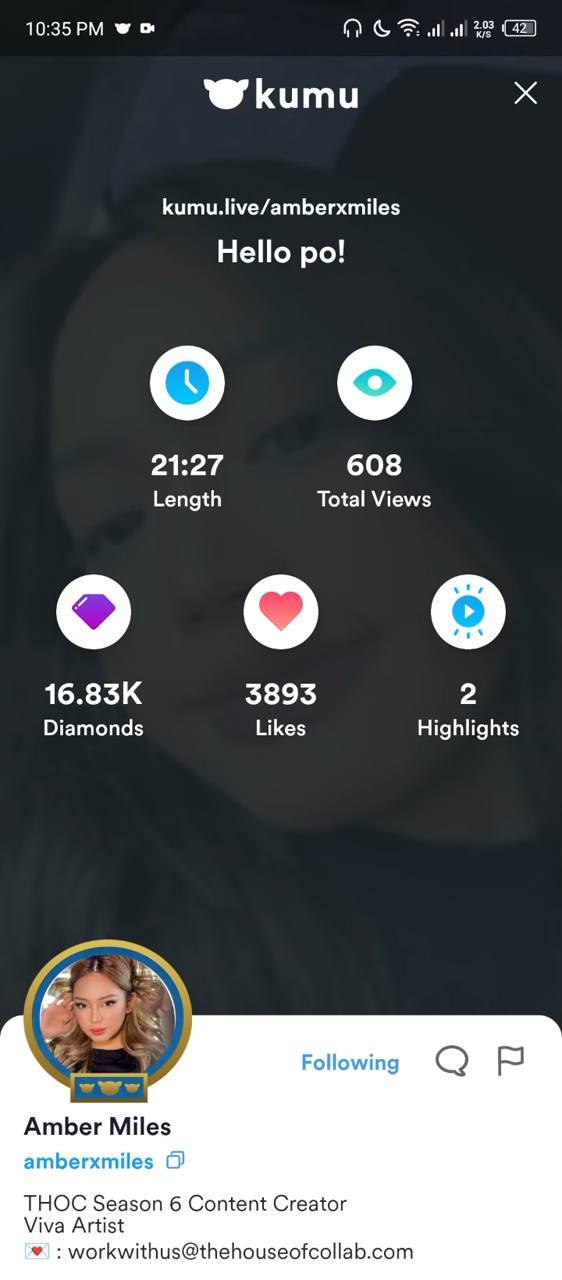 10:35 PM
2.03
K/S
42
kumu
kumu.live/amberxmiles
Hello po!
21:27
Length
608
Total Views
16.83K
Diamonds
3893
Likes
2
Highlights
Following
Amber Miles
amberxmiles
THOC Season 6 Content Creator
Viva Artist
💌 : workwithus@thehouseofcollab.com